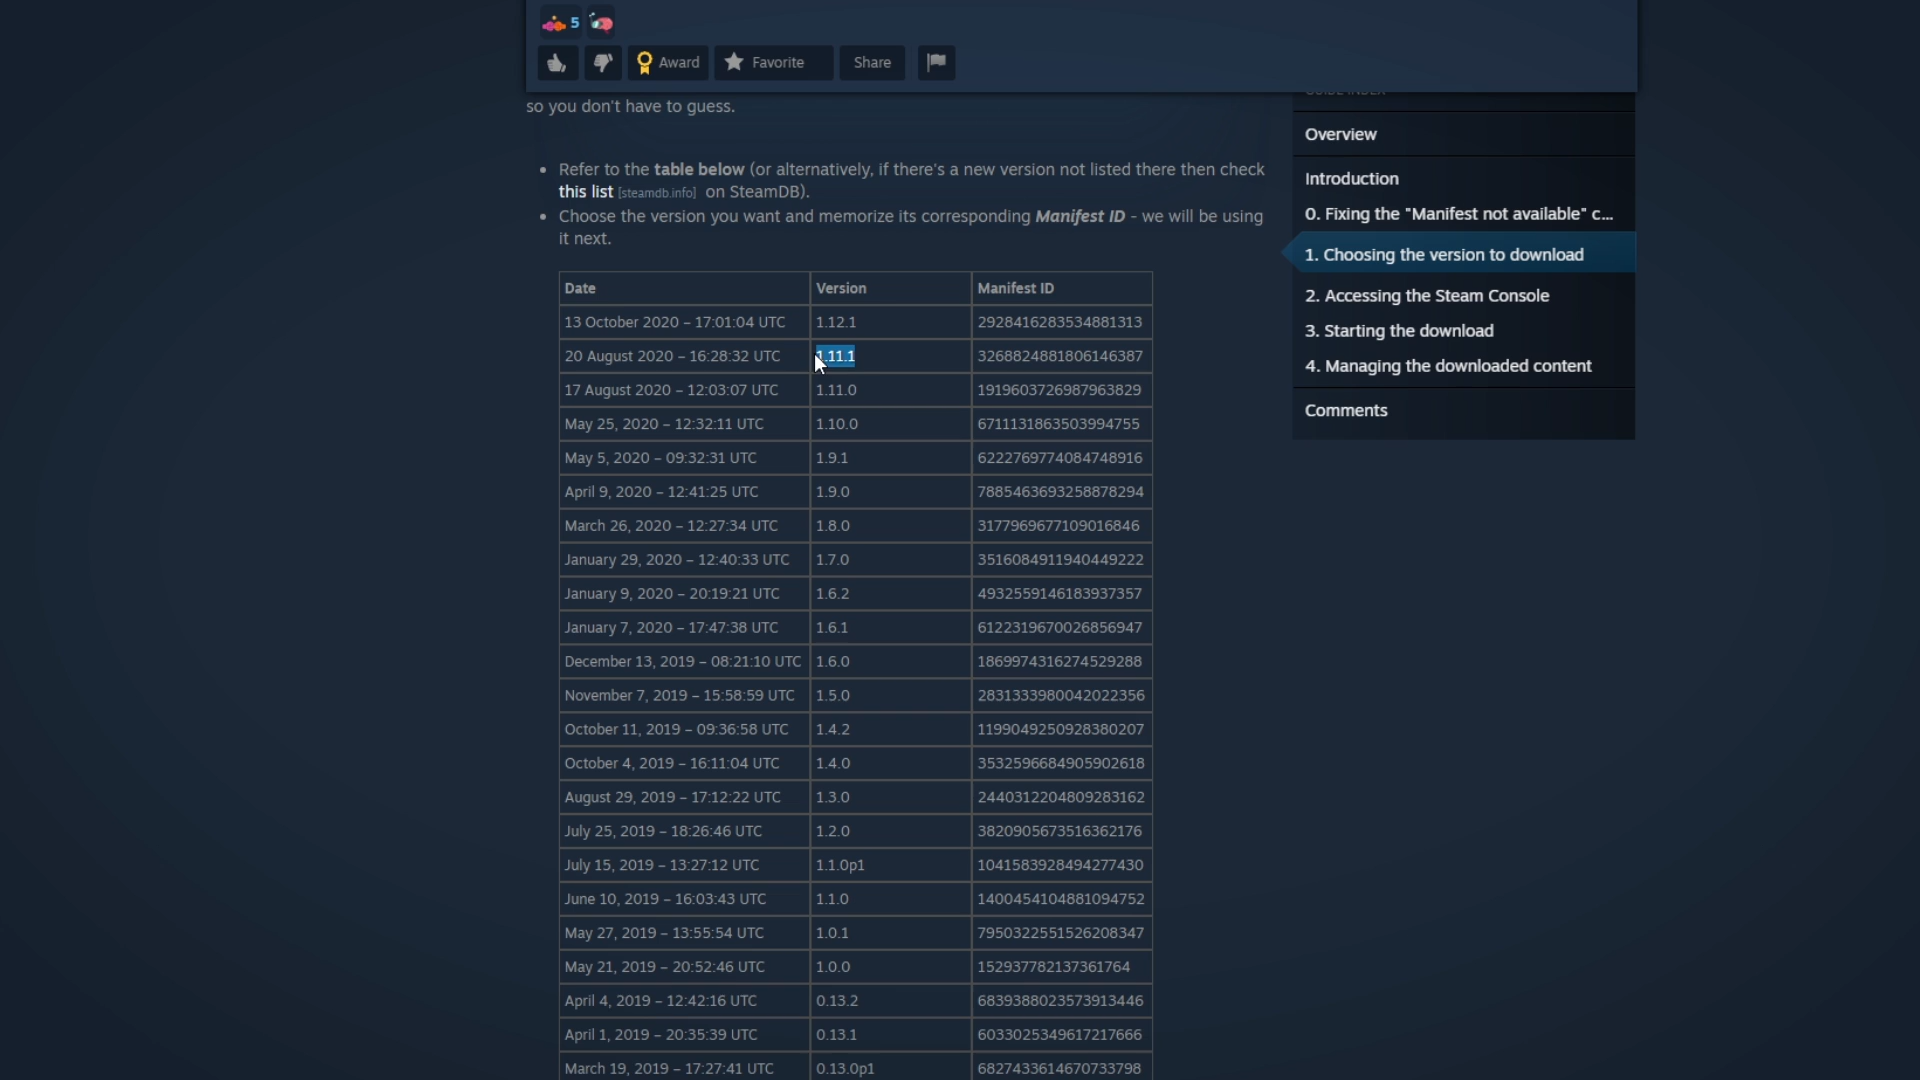 5
Award Favorite Share
so you don't have to guess.
Refer to the table below (or alternatively, if there's a new version not listed there then check
this list [steamdb.info] on SteamDB).
Choose the version you want and memorize its corresponding Manifest ID - we will be using
it next.
Date Version Manifest ID
13 October 2020 – 17:01:04 UTC 1.12.1 2928416283534881313
20 August 2020 – 16:28:32 UTC 1.11.1 3268824881806146387
17 August 2020 – 12:03:07 UTC 1.11.0 1919603726987963829
May 25, 2020 – 12:32:11 UTC 1.10.0 6711131863503994755
May 5, 2020 – 09:32:31 UTC 1.9.1 6222769774084748916
April 9, 2020 – 12:41:25 UTC 1.9.0 7885463693258878294
March 26, 2020 – 12:27:34 UTC 1.8.0 3177969677109016846
January 29, 2020 – 12:40:33 UTC 1.7.0 3516084911940449222
January 9, 2020 – 20:19:21 UTC 1.6.2 4932559146183937357
January 7, 2020 – 17:47:38 UTC 1.6.1 6122319670026856947
December 13, 2019 – 08:21:10 UTC 1.6.0 1869974316274529288
November 7, 2019 – 15:58:59 UTC 1.5.0 2831333980042022356
October 11, 2019 – 09:36:58 UTC 1.4.2 1199049250928380207
October 4, 2019 – 16:11:04 UTC 1.4.0 3532596684905902618
August 29, 2019 – 17:12:22 UTC 1.3.0 2440312204809283162
July 25, 2019 – 18:26:46 UTC 1.2.0 3820905673516362176
July 15, 2019 – 13:27:12 UTC 1.1.0p1 1041583928494277430
June 10, 2019 – 16:03:43 UTC 1.1.0 1400454104881094752
May 27, 2019 – 13:55:54 UTC 1.0.1 7950322551526208347
May 21, 2019 – 20:52:46 UTC 1.0.0 152937782137361764
April 4, 2019 – 12:42:16 UTC 0.13.2 6839388023573913446
April 1, 2019 – 20:35:39 UTC 0.13.1 6033025349617217666
March 19, 2019 – 17:27:41 UTC 0.13.0p1 6827433614670733798
GUIDE INDEX
Overview
Introduction
0. Fixing the "Manifest not available" c...
1. Choosing the version to download
2. Accessing the Steam Console
3. Starting the download
4. Managing the downloaded content
Comments